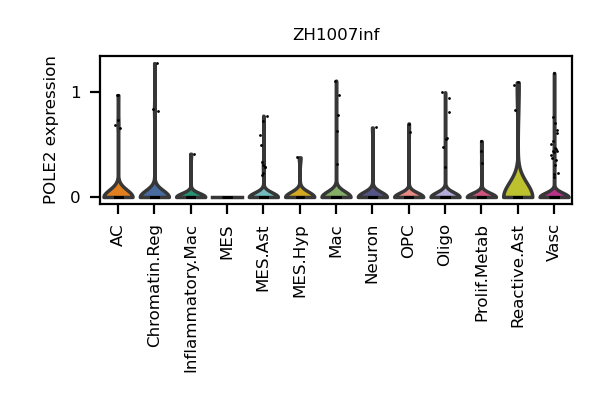 ZH1007inf
POLE2 expression
1
0
AC
Chromatin.Reg
Inflammatory.Mac
MES
MES.Ast
MES.Hyp
Mac
Neuron
OPC
Oligo
Prolif.Metab
Reactive.Ast
Vasc